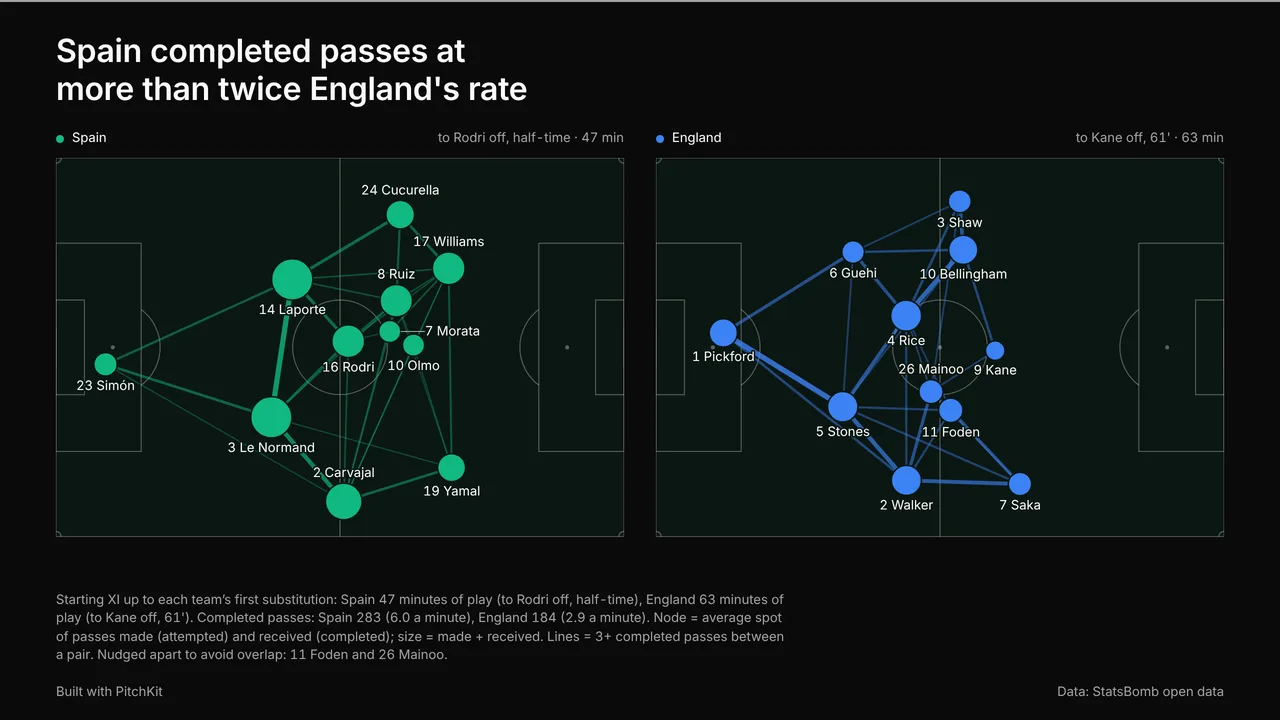 Spain completed passes at
more than twice England's rate
Spain
to Rodri off, half-time · 47 min
England
to Kane off, 61' · 63 min
24 Cucurella
17 Williams
8 Ruiz
14 Laporte
7 Morata
16 Rodri
10 Olmo
23 Simón
3 Le Normand
2 Carvajal
19 Yamal
3 Shaw
6 Guehi
10 Bellingham
4 Rice
1 Pickford
26 Mainoo
9 Kane
5 Stones
11 Foden
2 Walker
7 Saka
Starting XI up to each team’s first substitution: Spain 47 minutes of play (to Rodri off, half-time), England 63 minutes of
play (to Kane off, 61'). Completed passes: Spain 283 (6.0 a minute), England 184 (2.9 a minute). Node = average spot
of passes made (attempted) and received (completed); size = made + received. Lines = 3+ completed passes between
a pair. Nudged apart to avoid overlap: 11 Foden and 26 Mainoo.
Built with PitchKit
Data: StatsBomb open data